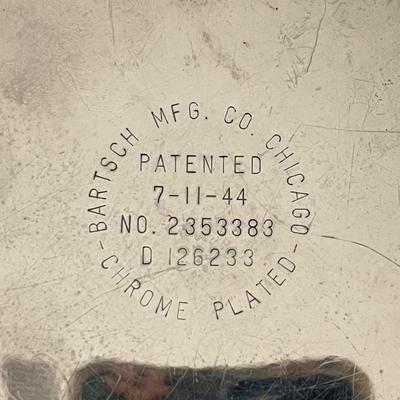 BARTSCH MFG. CO. CHICAGO
PATENTED
7-11-44
NO. 2353383
D 126233
- CHROME PLATED -